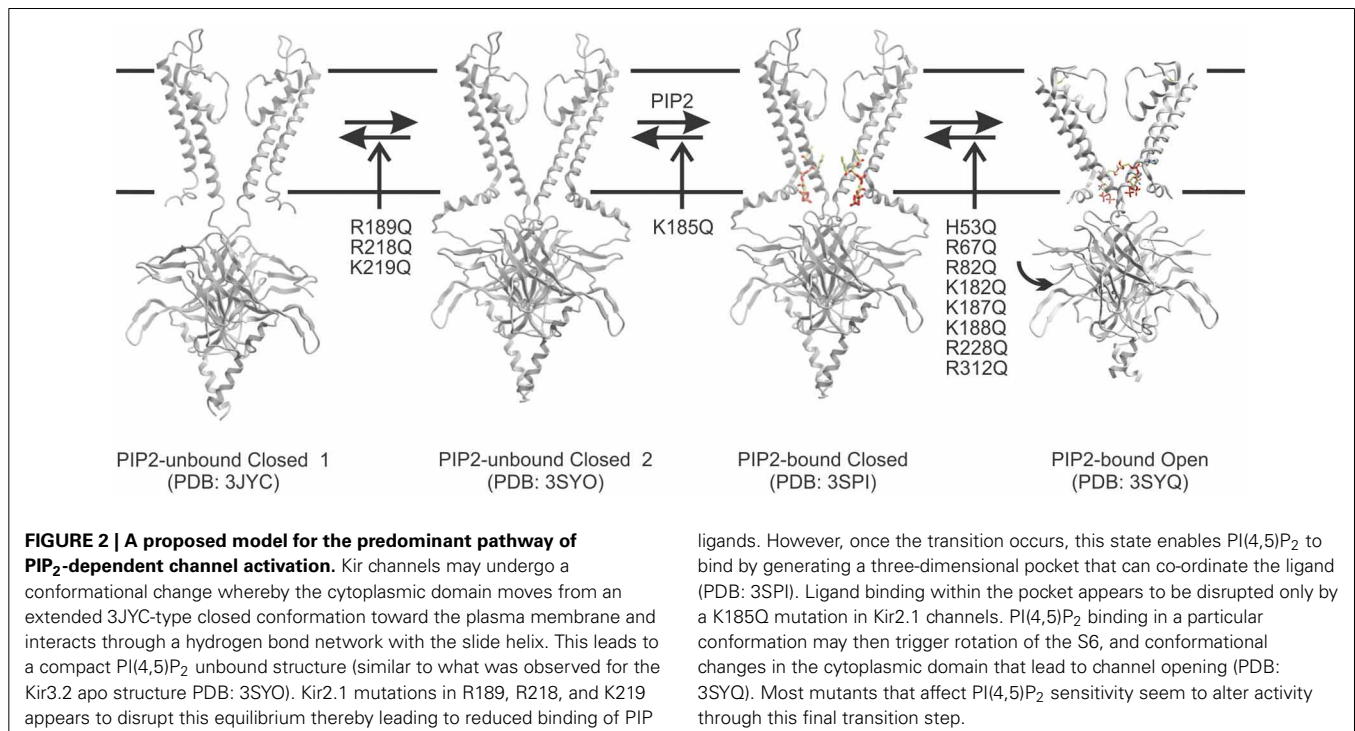 PIP2
R189Q
R218Q
K219Q
K185Q
H53Q
R67Q
R82Q
K182Q
K187Q
K188Q
R228Q
R312Q
PIP2-unbound Closed 1
(PDB: 3JYC)
PIP2-unbound Closed 2
(PDB: 3SYO)
PIP2-bound Closed
(PDB: 3SPI)
PIP2-bound Open
(PDB: 3SYQ)
FIGURE 2 | A proposed model for the predominant pathway of
PIP₂-dependent channel activation. Kir channels may undergo a
conformational change whereby the cytoplasmic domain moves from an
extended 3JYC-type closed conformation toward the plasma membrane and
interacts through a hydrogen bond network with the slide helix. This leads to
a compact PI(4,5)P₂ unbound structure (similar to what was observed for the
Kir3.2 apo structure PDB: 3SYO). Kir2.1 mutations in R189, R218, and K219
appears to disrupt this equilibrium thereby leading to reduced binding of PIP
ligands. However, once the transition occurs, this state enables PI(4,5)P₂ to
bind by generating a three-dimensional pocket that can co-ordinate the ligand
(PDB: 3SPI). Ligand binding within the pocket appears to be disrupted only by
a K185Q mutation in Kir2.1 channels. PI(4,5)P₂ binding in a particular
conformation may then trigger rotation of the S6, and conformational
changes in the cytoplasmic domain that lead to channel opening (PDB:
3SYQ). Most mutants that affect PI(4,5)P₂ sensitivity seem to alter activity
through this final transition step.